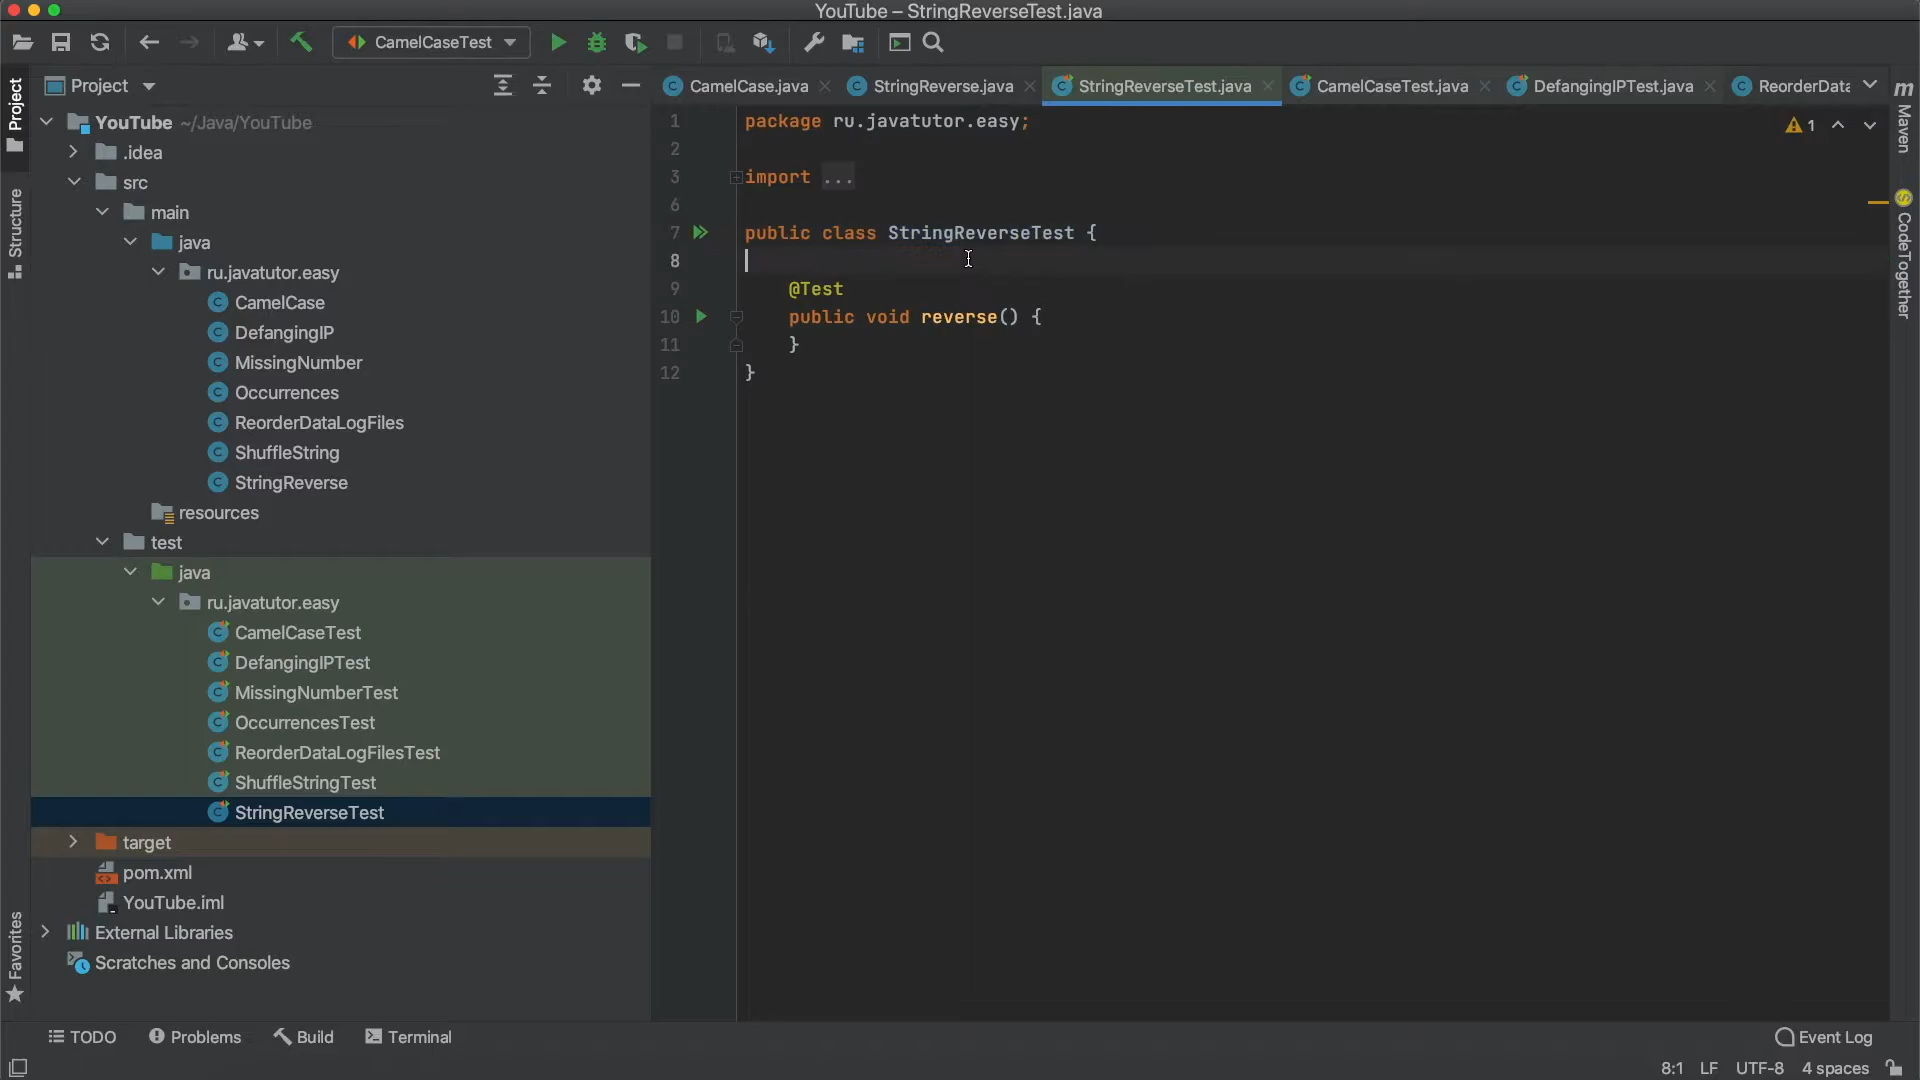 YouTube – StringReverseTest.java
CamelCaseTest
Project
CamelCase.java
StringReverse.java
StringReverseTest.java
CamelCaseTest.java
DefangingIPTest.java
ReorderData
Project
Structure
Favorites
YouTube ~/Java/YouTube
.idea
src
main
java
ru.javatutor.easy
CamelCase
DefangingIP
MissingNumber
Occurrences
ReorderDataLogFiles
ShuffleString
StringReverse
resources
test
java
ru.javatutor.easy
CamelCaseTest
DefangingIPTest
MissingNumberTest
OccurrencesTest
ReorderDataLogFilesTest
ShuffleStringTest
StringReverseTest
target
pom.xml
YouTube.iml
External Libraries
Scratches and Consoles
1 package ru.javatutor.easy;
2
3 import ...
6
7 public class StringReverseTest {
8
9 @Test
10 public void reverse() {
11 }
12 }
1
m
Maven
CodeTogether
TODO
Problems
Build
Terminal
Event Log
8:1 LF UTF-8 4 spaces